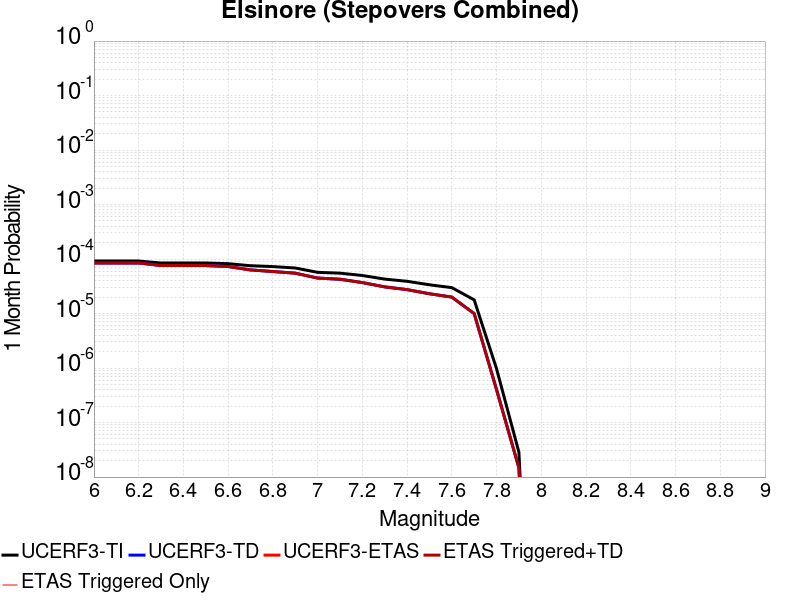 Elsinore (Stepovers Combined)
10^0
10^-1
10^-2
10^-3
10^-4
10^-5
10^-6
10^-7
10^-8
1 Month Probability
6 6.2 6.4 6.6 6.8 7 7.2 7.4 7.6 7.8 8 8.2 8.4 8.6 8.8 9
Magnitude
UCERF3-TI UCERF3-TD UCERF3-ETAS ETAS Triggered+TD
ETAS Triggered Only